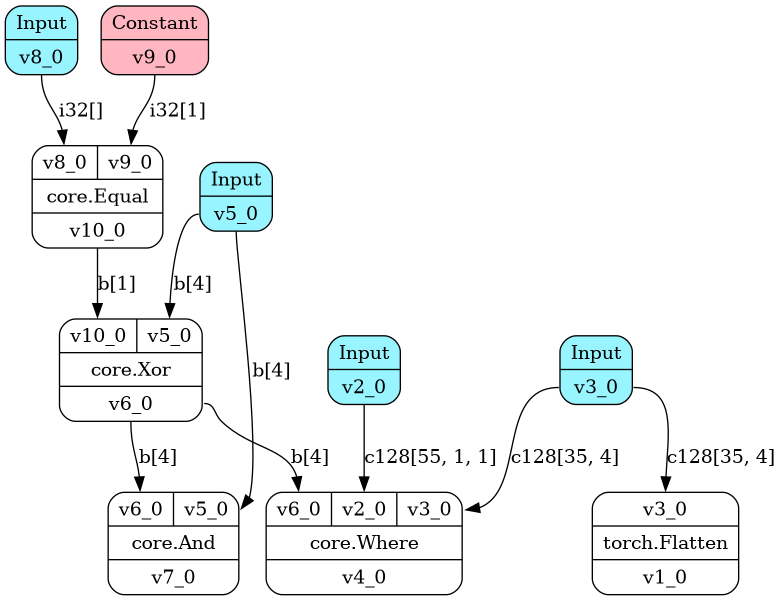 Input
v8_0
Constant
v9_0
i32[]
i32[1]
v8_0 v9_0
core.Equal
v10_0
Input
v5_0
b[1]
b[4]
v10_0 v5_0
core.Xor
v6_0
Input
v2_0
Input
v3_0
b[4]
b[4]
b[4]
c128[55, 1, 1]
c128[35, 4]
c128[35, 4]
v6_0 v5_0
core.And
v7_0
v6_0 v2_0 v3_0
core.Where
v4_0
v3_0
torch.Flatten
v1_0